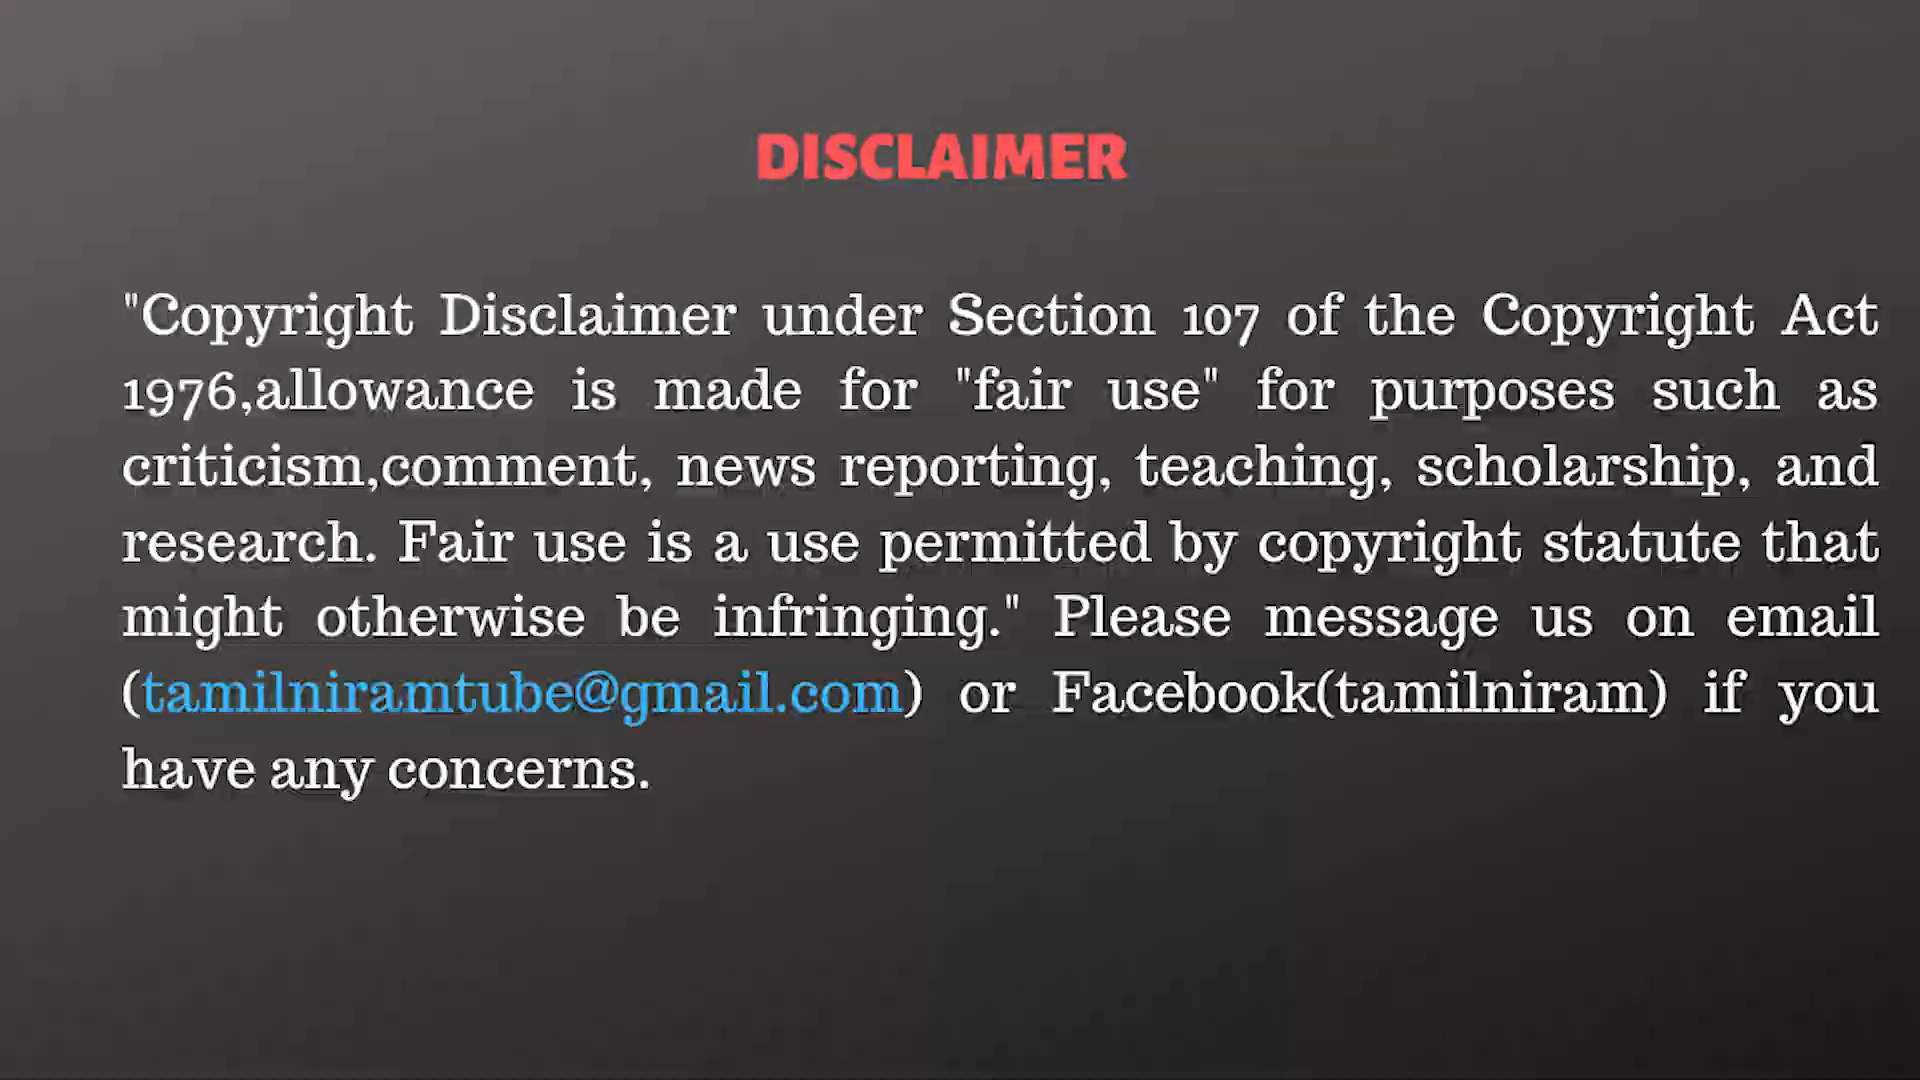 DISCLAIMER
"Copyright Disclaimer under Section 107 of the Copyright Act
1976,allowance is made for "fair use" for purposes such as
criticism,comment, news reporting, teaching, scholarship, and
research. Fair use is a use permitted by copyright statute that
might otherwise be infringing." Please message us on email
(tamilniramtube@gmail.com) or Facebook(tamilniram) if you
have any concerns.